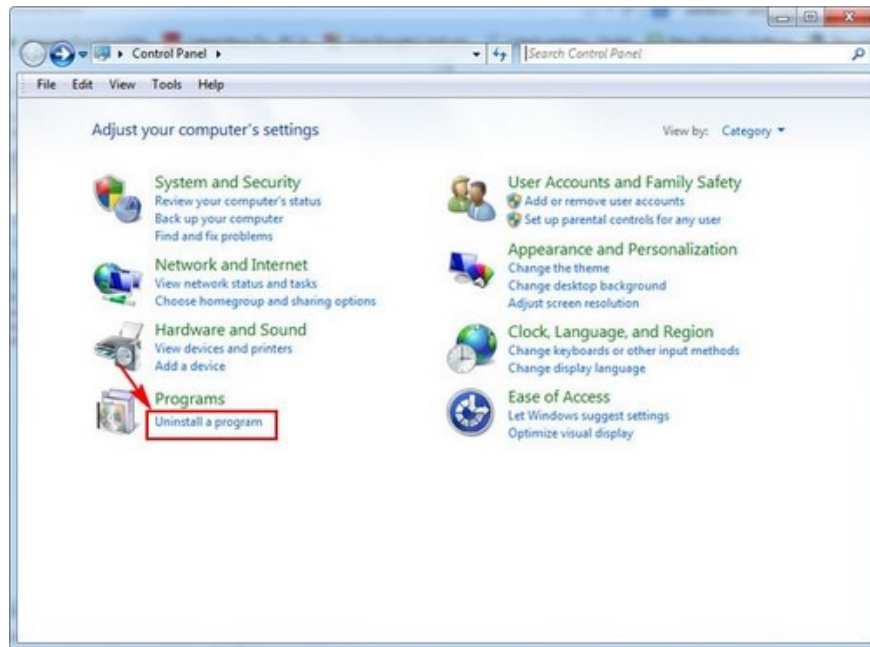 Control Panel
Search Control Panel
File Edit View Tools Help
Adjust your computer's settings
View by: Category
System and Security
Review your computer's status
Back up your computer
Find and fix problems
Network and Internet
View network status and tasks
Choose homegroup and sharing options
Hardware and Sound
View devices and printers
Add a device
Programs
Uninstall a program
User Accounts and Family Safety
Add or remove user accounts
Set up parental controls for any user
Appearance and Personalization
Change the theme
Change desktop background
Adjust screen resolution
Clock, Language, and Region
Change keyboards or other input methods
Change display language
Ease of Access
Let Windows suggest settings
Optimize visual display